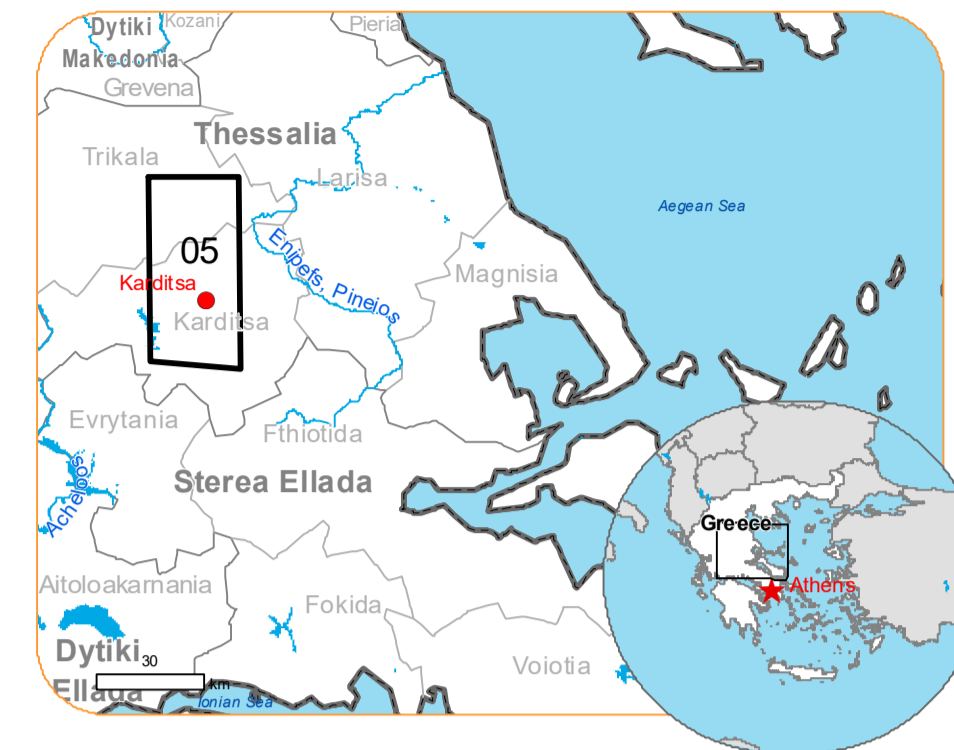 Dytiki
Makedonia
Kozani
Pieria
Grevena
Thessalia
Trikala
Larisa
Aegean Sea
05
Enipefs, Pineios
Magnisia
Karditsa
Karditsa
Evrytania
Fthiotida
Sterea Ellada
Acheloos
Greece
Athens
Aitoloakarnania
Fokida
Dytiki
Ellada
30
km
Ionian Sea
Voiotia